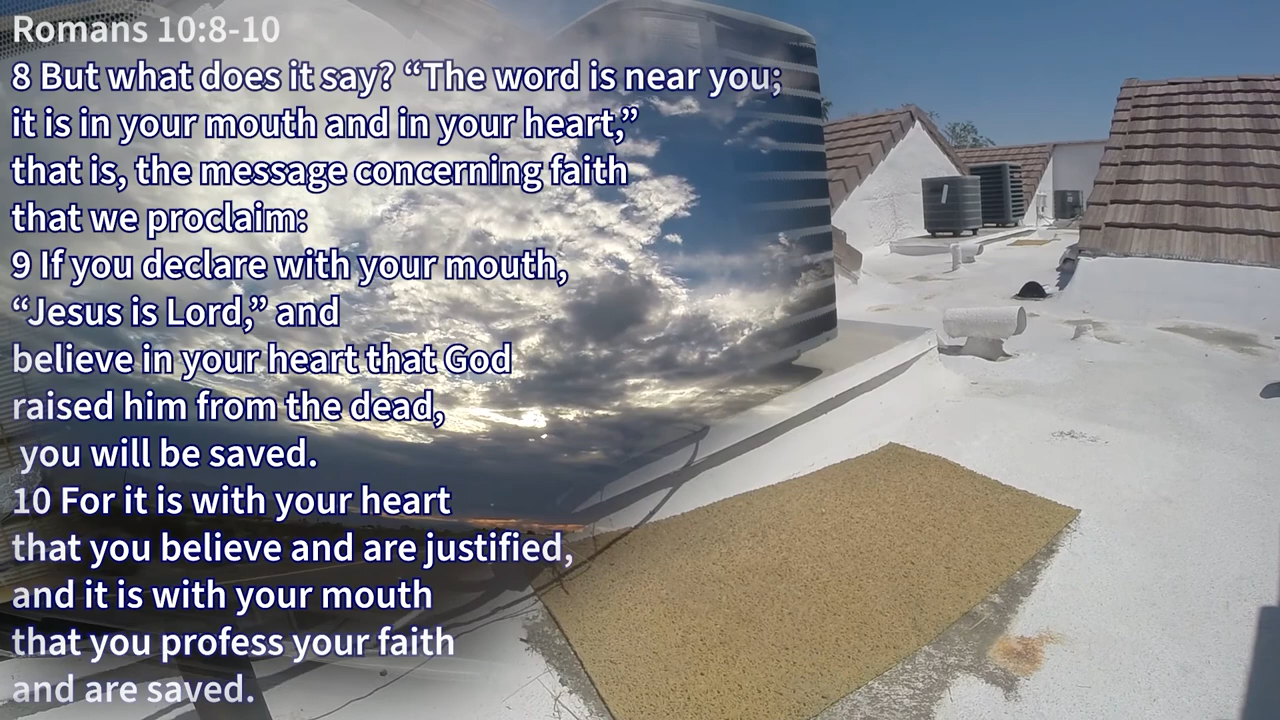 Romans 10:8-10
8 But what does it say? “The word is near you;
it is in your mouth and in your heart,”
that is, the message concerning faith
that we proclaim:
9 If you declare with your mouth,
“Jesus is Lord,” and
believe in your heart that God
raised him from the dead,
you will be saved.
10 For it is with your heart
that you believe and are justified,
and it is with your mouth
that you profess your faith
and are saved.